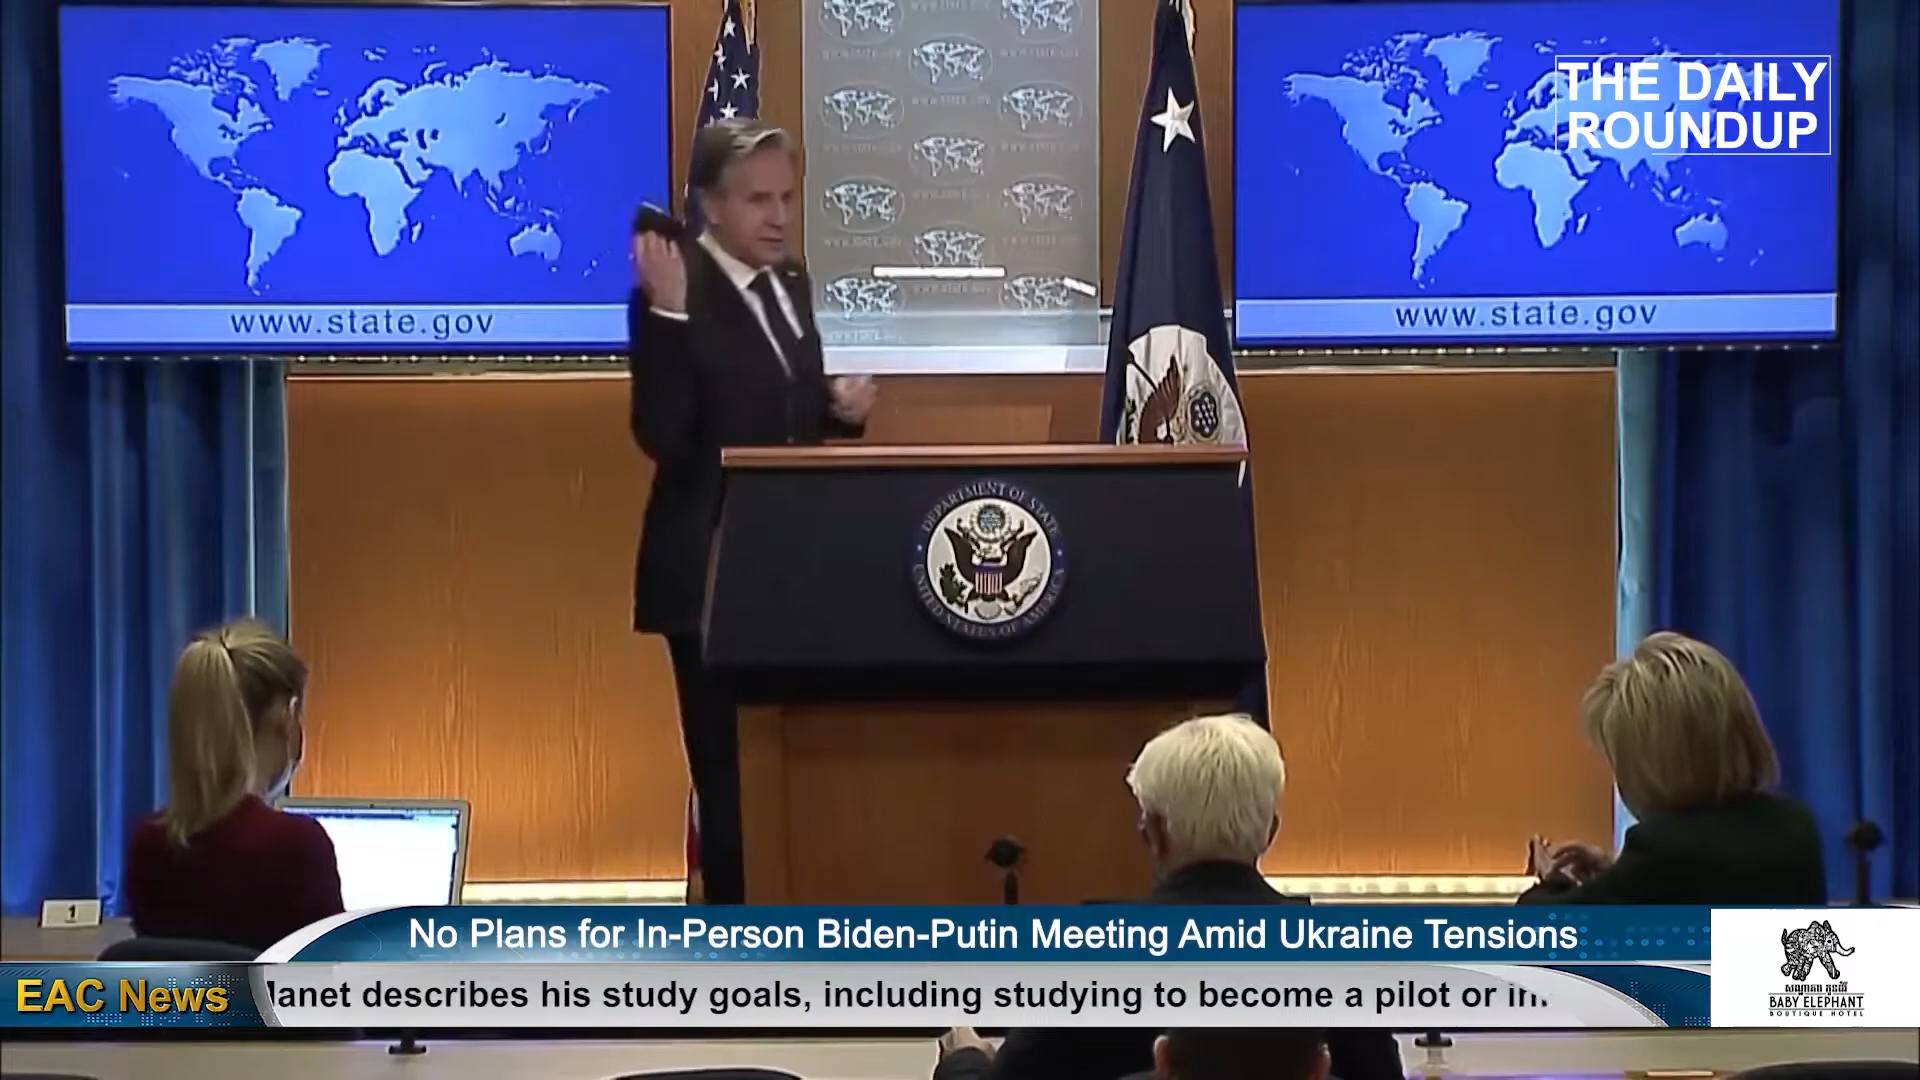 THE DAILY
ROUNDUP
www.state.gov
www.state.gov
DEPARTMENT OF STATE
UNITED STATES OF AMERICA
1
No Plans for In-Person Biden-Putin Meeting Amid Ukraine Tensions
EAC News
describes his study goals, including studying to become a pilot or
BABY ELEPHANT
BOUTIQUE HOTEL